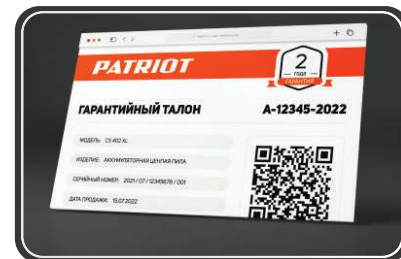 PATRIOT
2
года
ГАРАНТИЯ
ГАРАНТИЙНЫЙ ТАЛОН
A-12345-2022
МОДЕЛЬ: CS 402 XL
ИЗДЕЛИЕ: АККУМУЛЯТОРНАЯ ЦЕПНАЯ ПИЛА
СЕРИЙНЫЙ НОМЕР: 2021 / 07 / 12345678 / 001
ДАТА ПРОДАЖИ: 15.07.2022